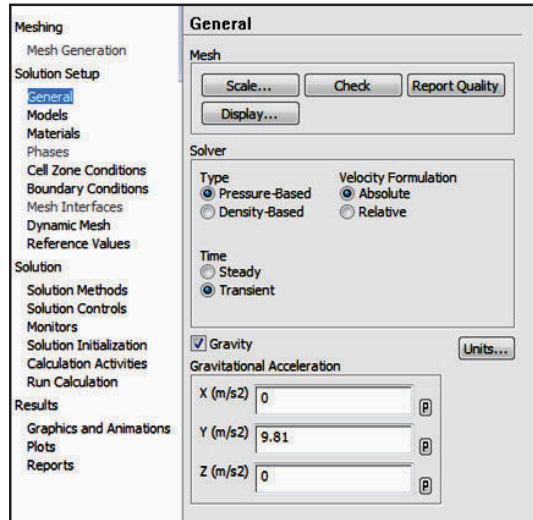 Meshing
Mesh Generation
Solution Setup
General
Models
Materials
Phases
Cell Zone Conditions
Boundary Conditions
Mesh Interfaces
Dynamic Mesh
Reference Values
Solution
Solution Methods
Solution Controls
Monitors
Solution Initialization
Calculation Activities
Run Calculation
Results
Graphics and Animations
Plots
Reports
General
Mesh
Scale... Check Report Quality
Display...
Solver
Type Velocity Formulation
Pressure-Based Absolute
Density-Based Relative
Time
Steady
Transient
Gravity Units...
Gravitational Acceleration
X (m/s2) 0 P
Y (m/s2) 9.81 P
Z (m/s2) 0 P